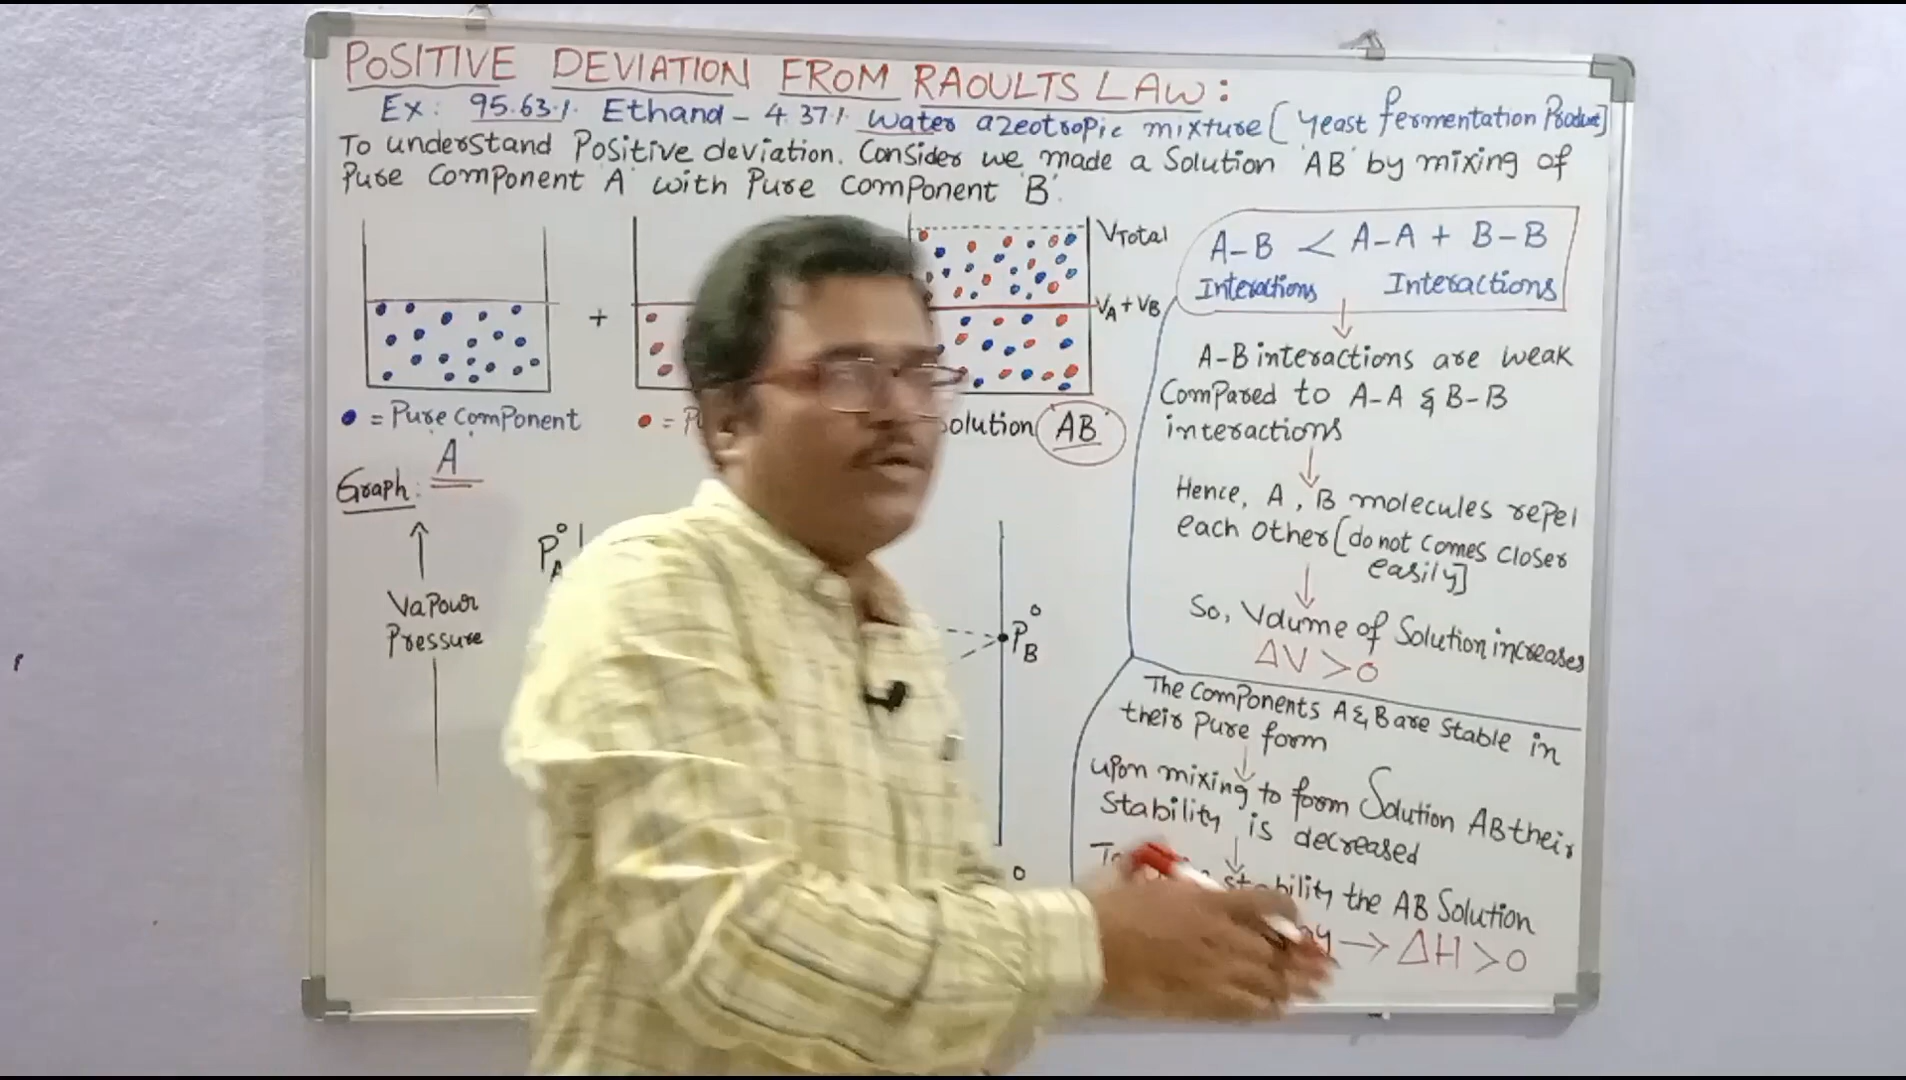 POSITIVE DEVIATION FROM RAOULTS LAW:
Ex: 95.63% Ethanol - 4.37% Water azeotropic mixture [Yeast fermentation Product]
To understand Positive deviation. Consider we made a Solution 'AB' by mixing of
Pure Component 'A' with Pure Component 'B'.
VTotal
+
VA + VB
= Pure Component
'A'
=
olution 'AB'
Graph:
P°A
Vapour
Pressure
P°B
0
A-B < A-A + B-B
Interactions Interactions
A-B interactions are weak
Compared to A-A & B-B
interactions
Hence, A, B molecules repel
each other [do not comes closer
easily]
So, Volume of Solution increases
ΔV > 0
The Components A & B are stable in
their Pure form
upon mixing to form Solution AB their
Stability is decreased
the AB Solution
→ ΔH > 0